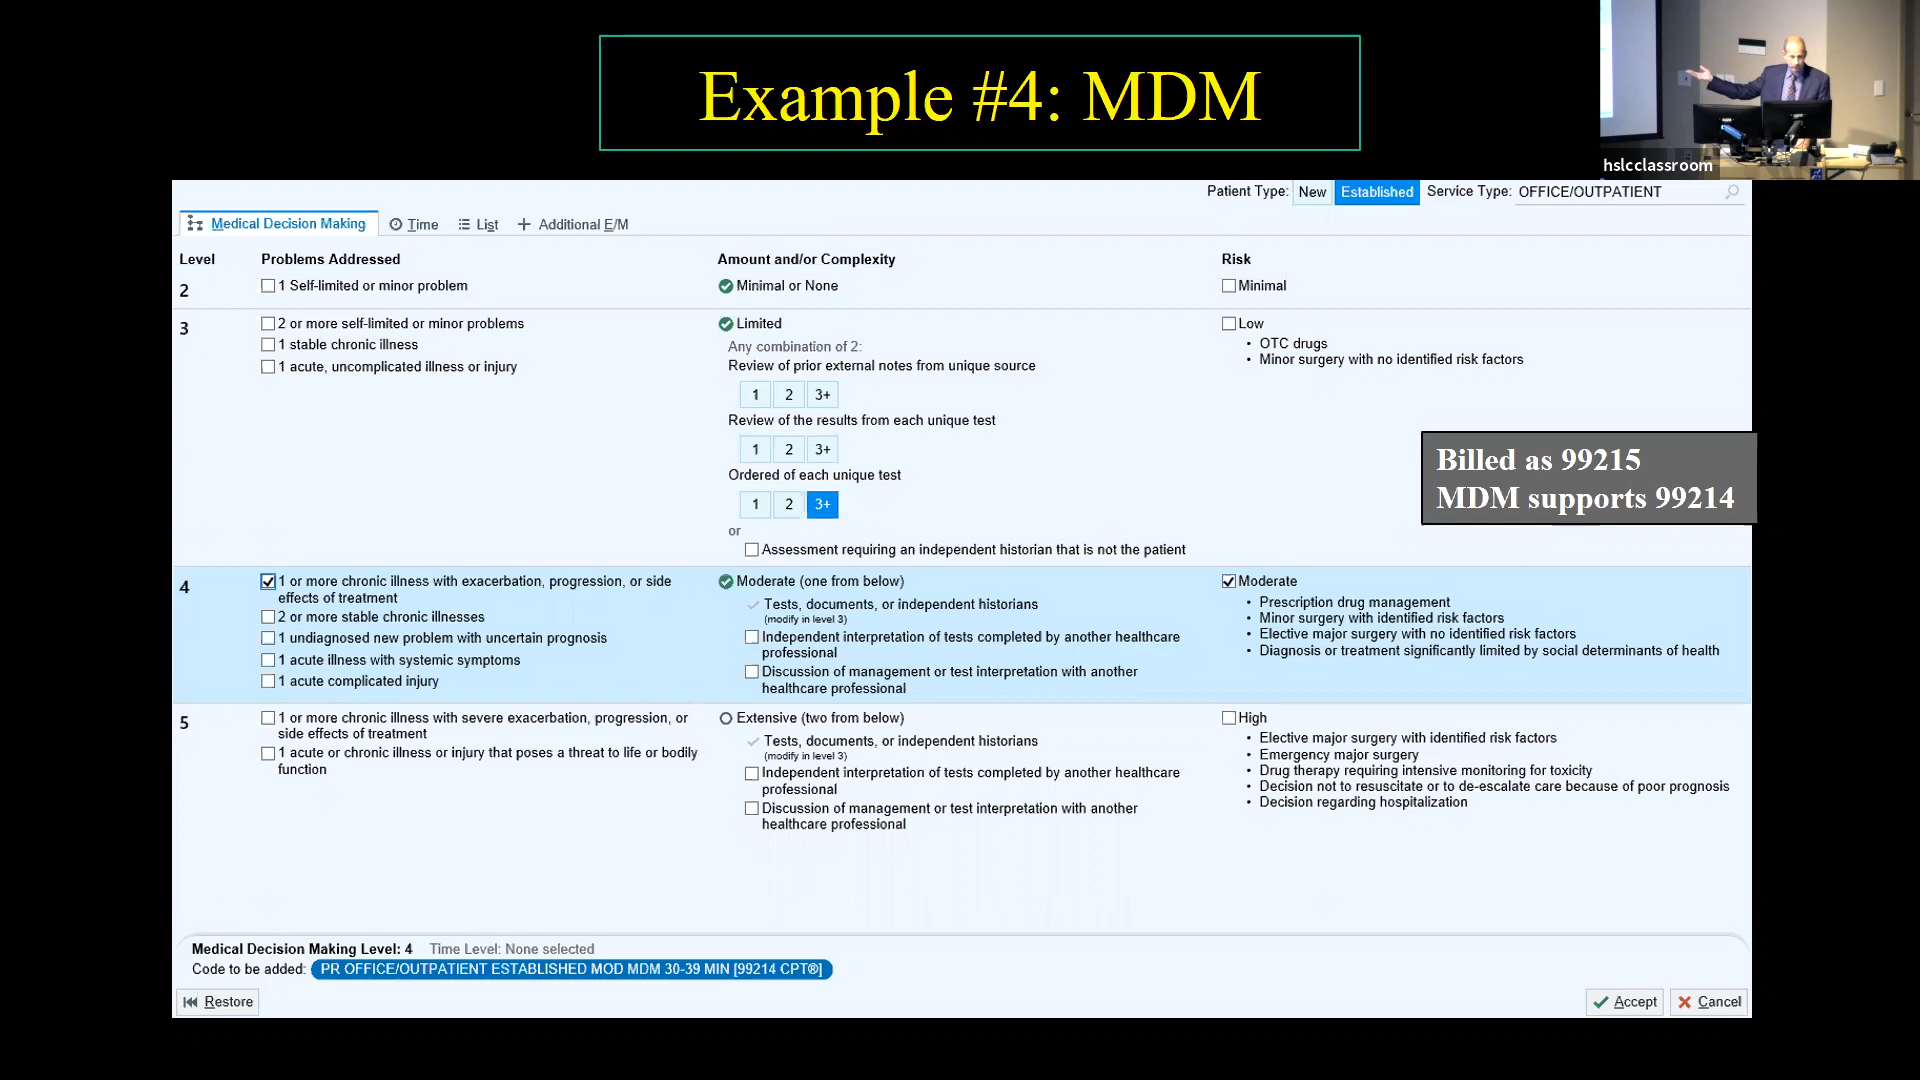 Example #4: MDM
hslcclassroom
Patient Type: New Established Service Type: OFFICE/OUTPATIENT
Medical Decision Making Time List Additional E/M
Level Problems Addressed Amount and/or Complexity Risk
2 1 Self-limited or minor problem Minimal or None Minimal
3 2 or more self-limited or minor problems Limited Low
1 stable chronic illness Any combination of 2: • OTC drugs
1 acute, uncomplicated illness or injury Review of prior external notes from unique source • Minor surgery with no identified risk factors
1 2 3+
Review of the results from each unique test
1 2 3+
Billed as 99215
Ordered of each unique test
MDM supports 99214
1 2 3+
or
Assessment requiring an independent historian that is not the patient
4 1 or more chronic illness with exacerbation, progression, or side Moderate (one from below) Moderate
effects of treatment Tests, documents, or independent historians • Prescription drug management
2 or more stable chronic illnesses (modify in level 3) • Minor surgery with identified risk factors
1 undiagnosed new problem with uncertain prognosis Independent interpretation of tests completed by another healthcare • Elective major surgery with no identified risk factors
professional • Diagnosis or treatment significantly limited by social determinants of health
1 acute illness with systemic symptoms Discussion of management or test interpretation with another
1 acute complicated injury healthcare professional
5 1 or more chronic illness with severe exacerbation, progression, or Extensive (two from below) High
side effects of treatment Tests, documents, or independent historians • Elective major surgery with identified risk factors
1 acute or chronic illness or injury that poses a threat to life or bodily (modify in level 3) • Emergency major surgery
function Independent interpretation of tests completed by another healthcare • Drug therapy requiring intensive monitoring for toxicity
professional • Decision not to resuscitate or to de-escalate care because of poor prognosis
Discussion of management or test interpretation with another • Decision regarding hospitalization
healthcare professional
Medical Decision Making Level: 4 Time Level: None selected
Code to be added: PR OFFICE/OUTPATIENT ESTABLISHED MOD MDM 30-39 MIN [99214 CPT®]
Restore Accept Cancel